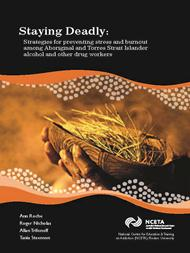 Staying Deadly:
Strategies for preventing stress and burnout
among Aboriginal and Torres Strait Islander
alcohol and other drug workers
Ann Roche
Roger Nicholas
Allan Trifonoff
Tania Steenson
NCETA
National Centre for Education & Training
on Addiction (NCETA), Flinders University